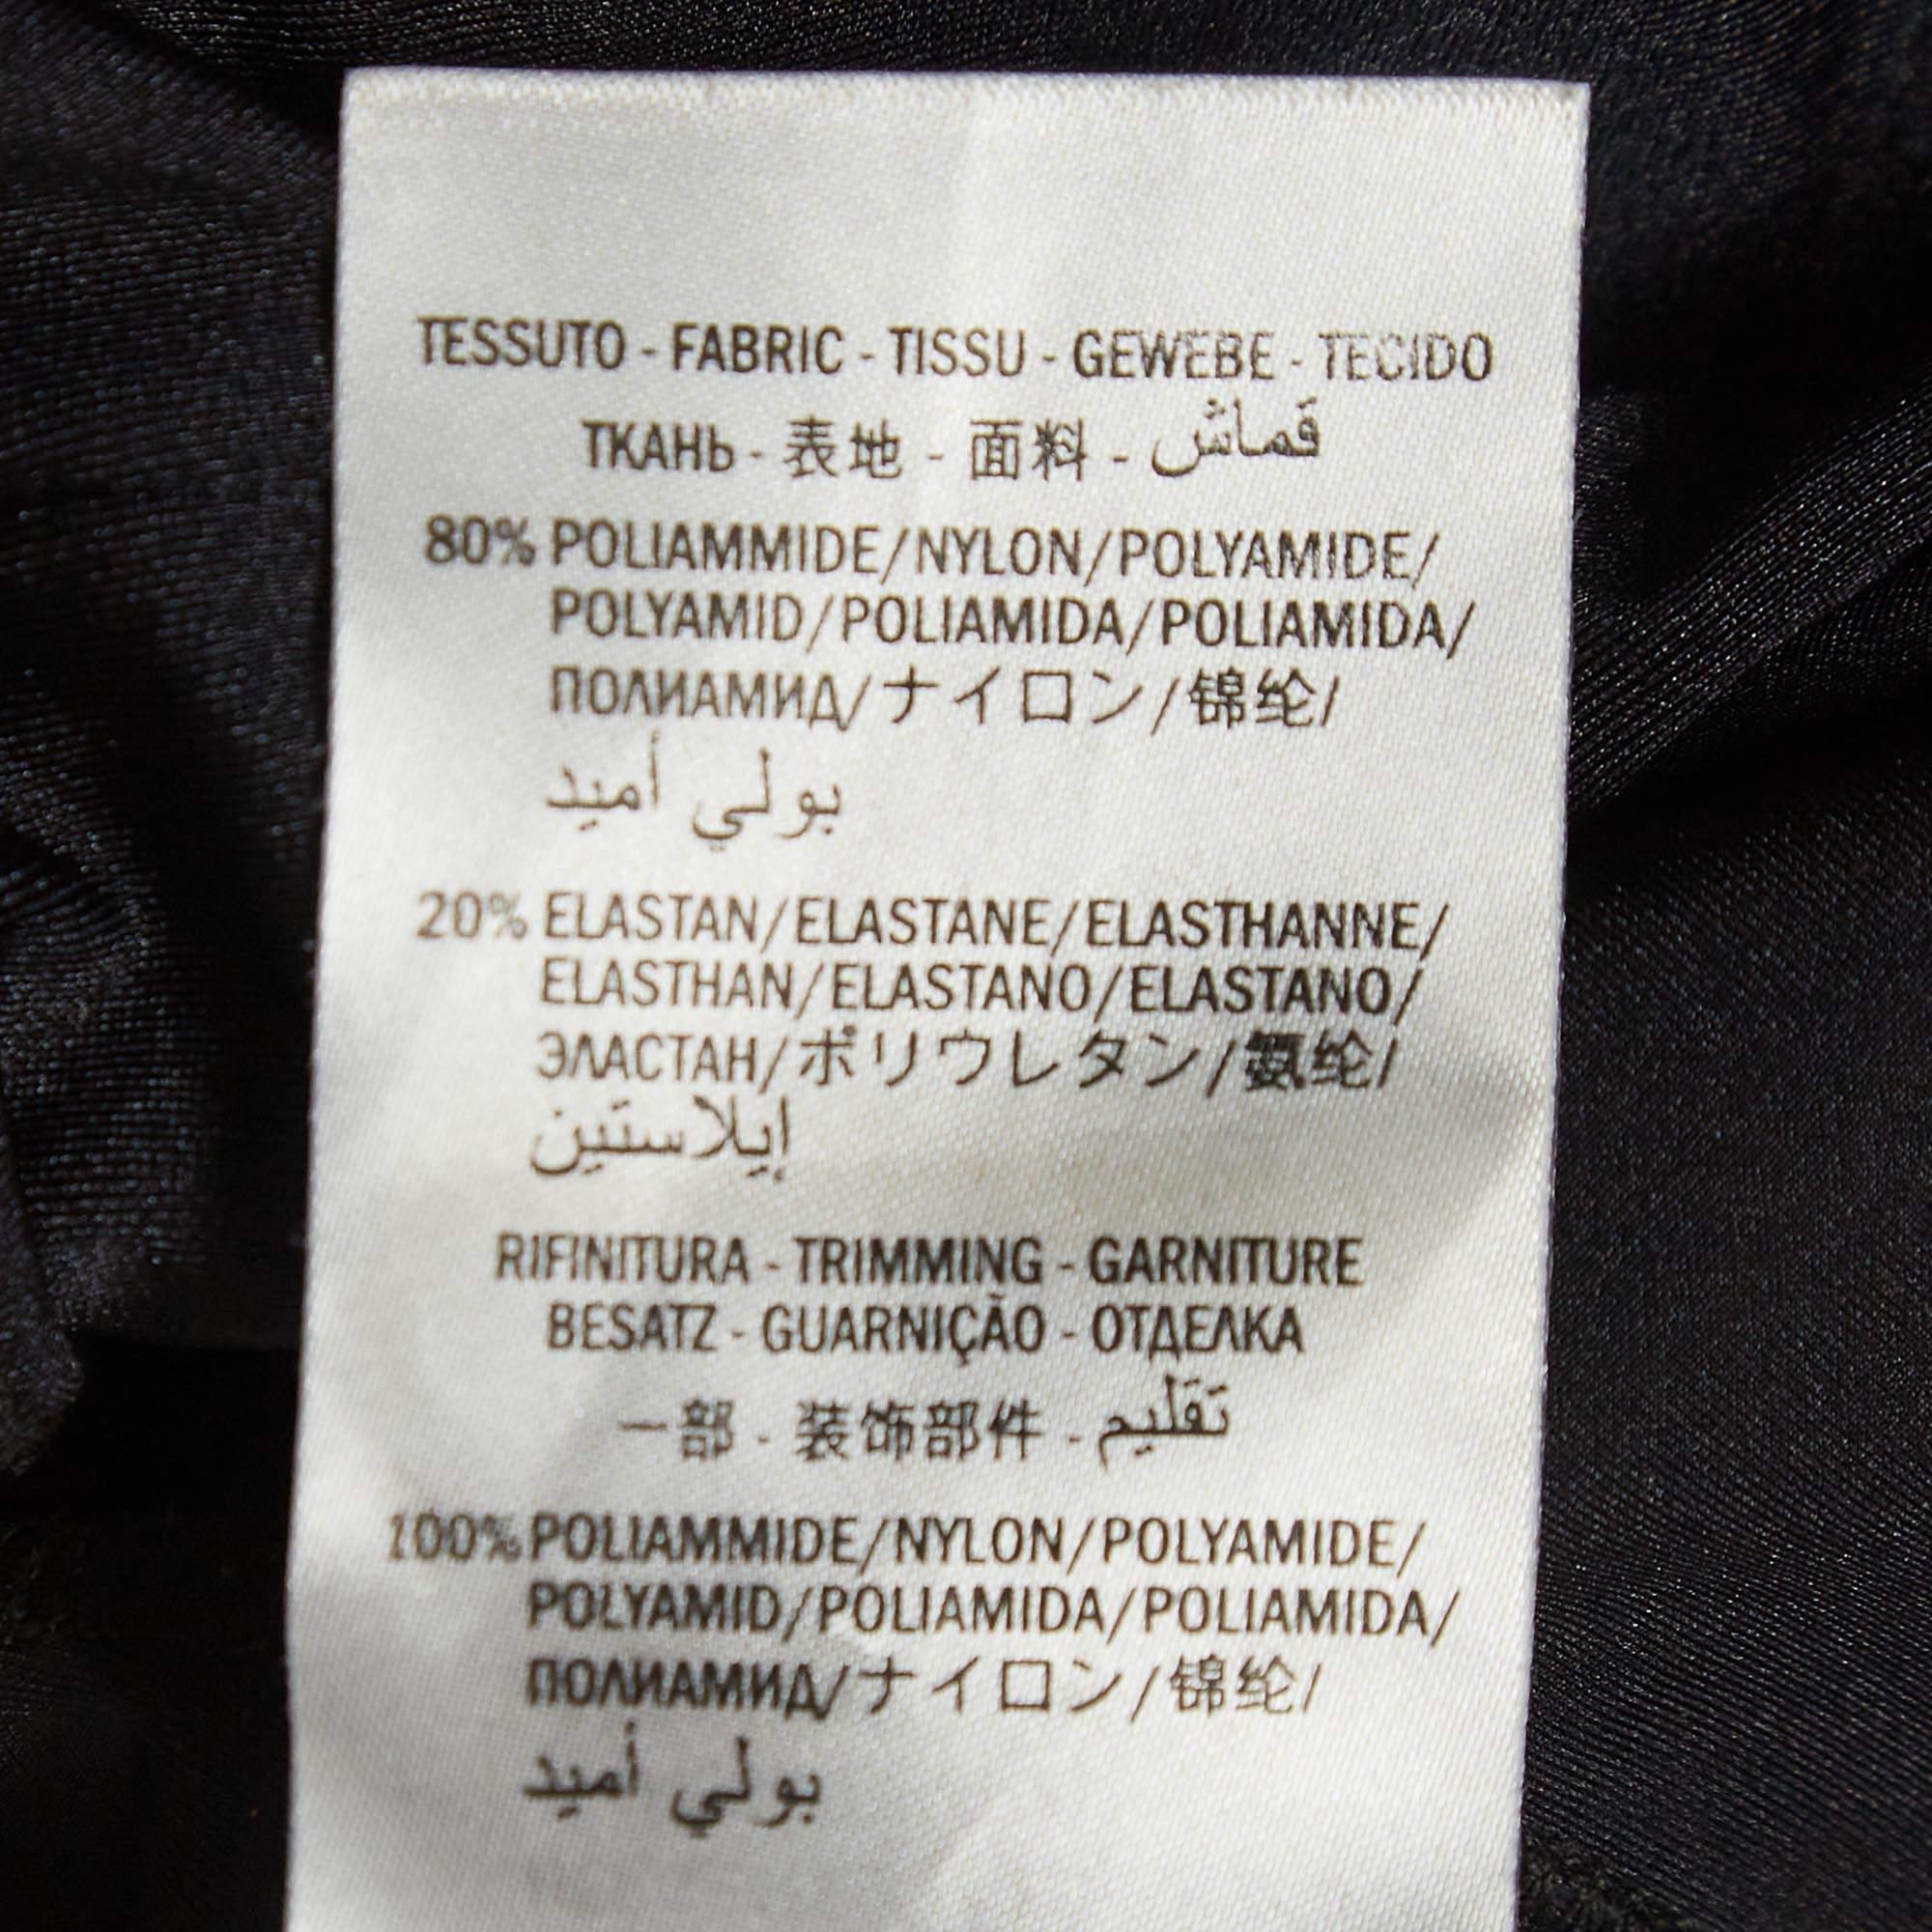 TESSUTO - FABRIC - TISSU - GEWEBE - TECIDO
ТКАНЬ - 表地 - 面料 - قماش
80% POLIAMMIDE/NYLON/POLYAMIDE/
POLYAMID/POLIAMIDA/POLIAMIDA/
ПОЛИАМИД/ナイロン/锦纶/
بولي أميد
20% ELASTAN/ELASTANE/ELASTHANNE/
ELASTHAN/ELASTANO/ELASTANO/
ЭЛАСТАН/ポリウレタン/氨纶/
إيلاستين
RIFINITURA - TRIMMING - GARNITURE
BESATZ - GUARNIÇÃO - ОТДЕЛКА
一部 - 装饰部件 - تقليم
100% POLIAMMIDE/NYLON/POLYAMIDE/
POLYAMID/POLIAMIDA/POLIAMIDA/
ПОЛИАМИД/ナイロン/锦纶/
بولي أميد